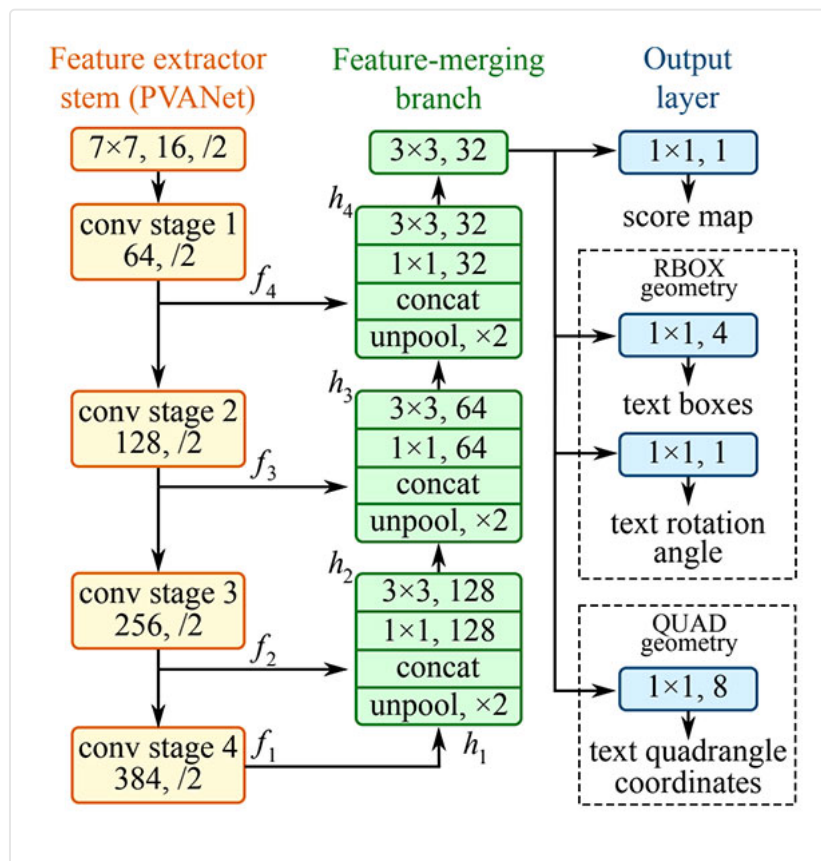 Feature extractor
stem (PVANet)
7×7, 16, /2
conv stage 1
64, /2
f4
conv stage 2
128, /2
f3
conv stage 3
256, /2
f2
conv stage 4
384, /2
f1
Feature-merging
branch
3×3, 32
h4
3×3, 32
1×1, 32
concat
unpool, ×2
h3
3×3, 64
1×1, 64
concat
unpool, ×2
h2
3×3, 128
1×1, 128
concat
unpool, ×2
h1
Output
layer
1×1, 1
score map
RBOX
geometry
1×1, 4
text boxes
1×1, 1
text rotation
angle
QUAD
geometry
1×1, 8
text quadrangle
coordinates